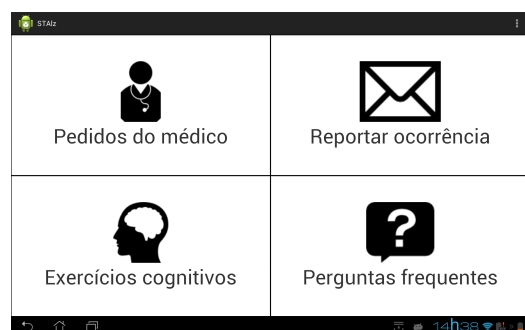 STAlz
Pedidos do médico
Reportar ocorrência
Exercícios cognitivos
Perguntas frequentes
?
14h38